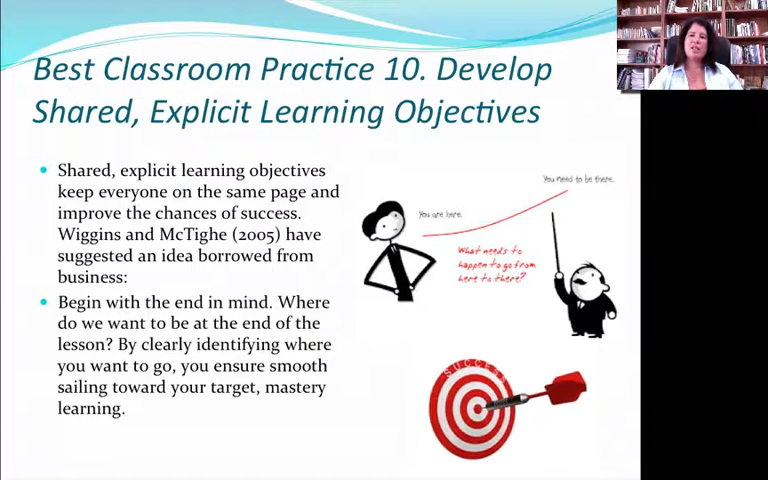 Best Classroom Practice 10. Develop
Shared, Explicit Learning Objectives
Shared, explicit learning objectives
keep everyone on the same page and
improve the chances of success.
Wiggins and McTighe (2005) have
suggested an idea borrowed from
business:
Begin with the end in mind. Where
do we want to be at the end of the
lesson? By clearly identifying where
you want to go, you ensure smooth
sailing toward your target, mastery
learning.
You need to be there.
You are here.
What needs to
happen to go from
here to there?
SUCCESS